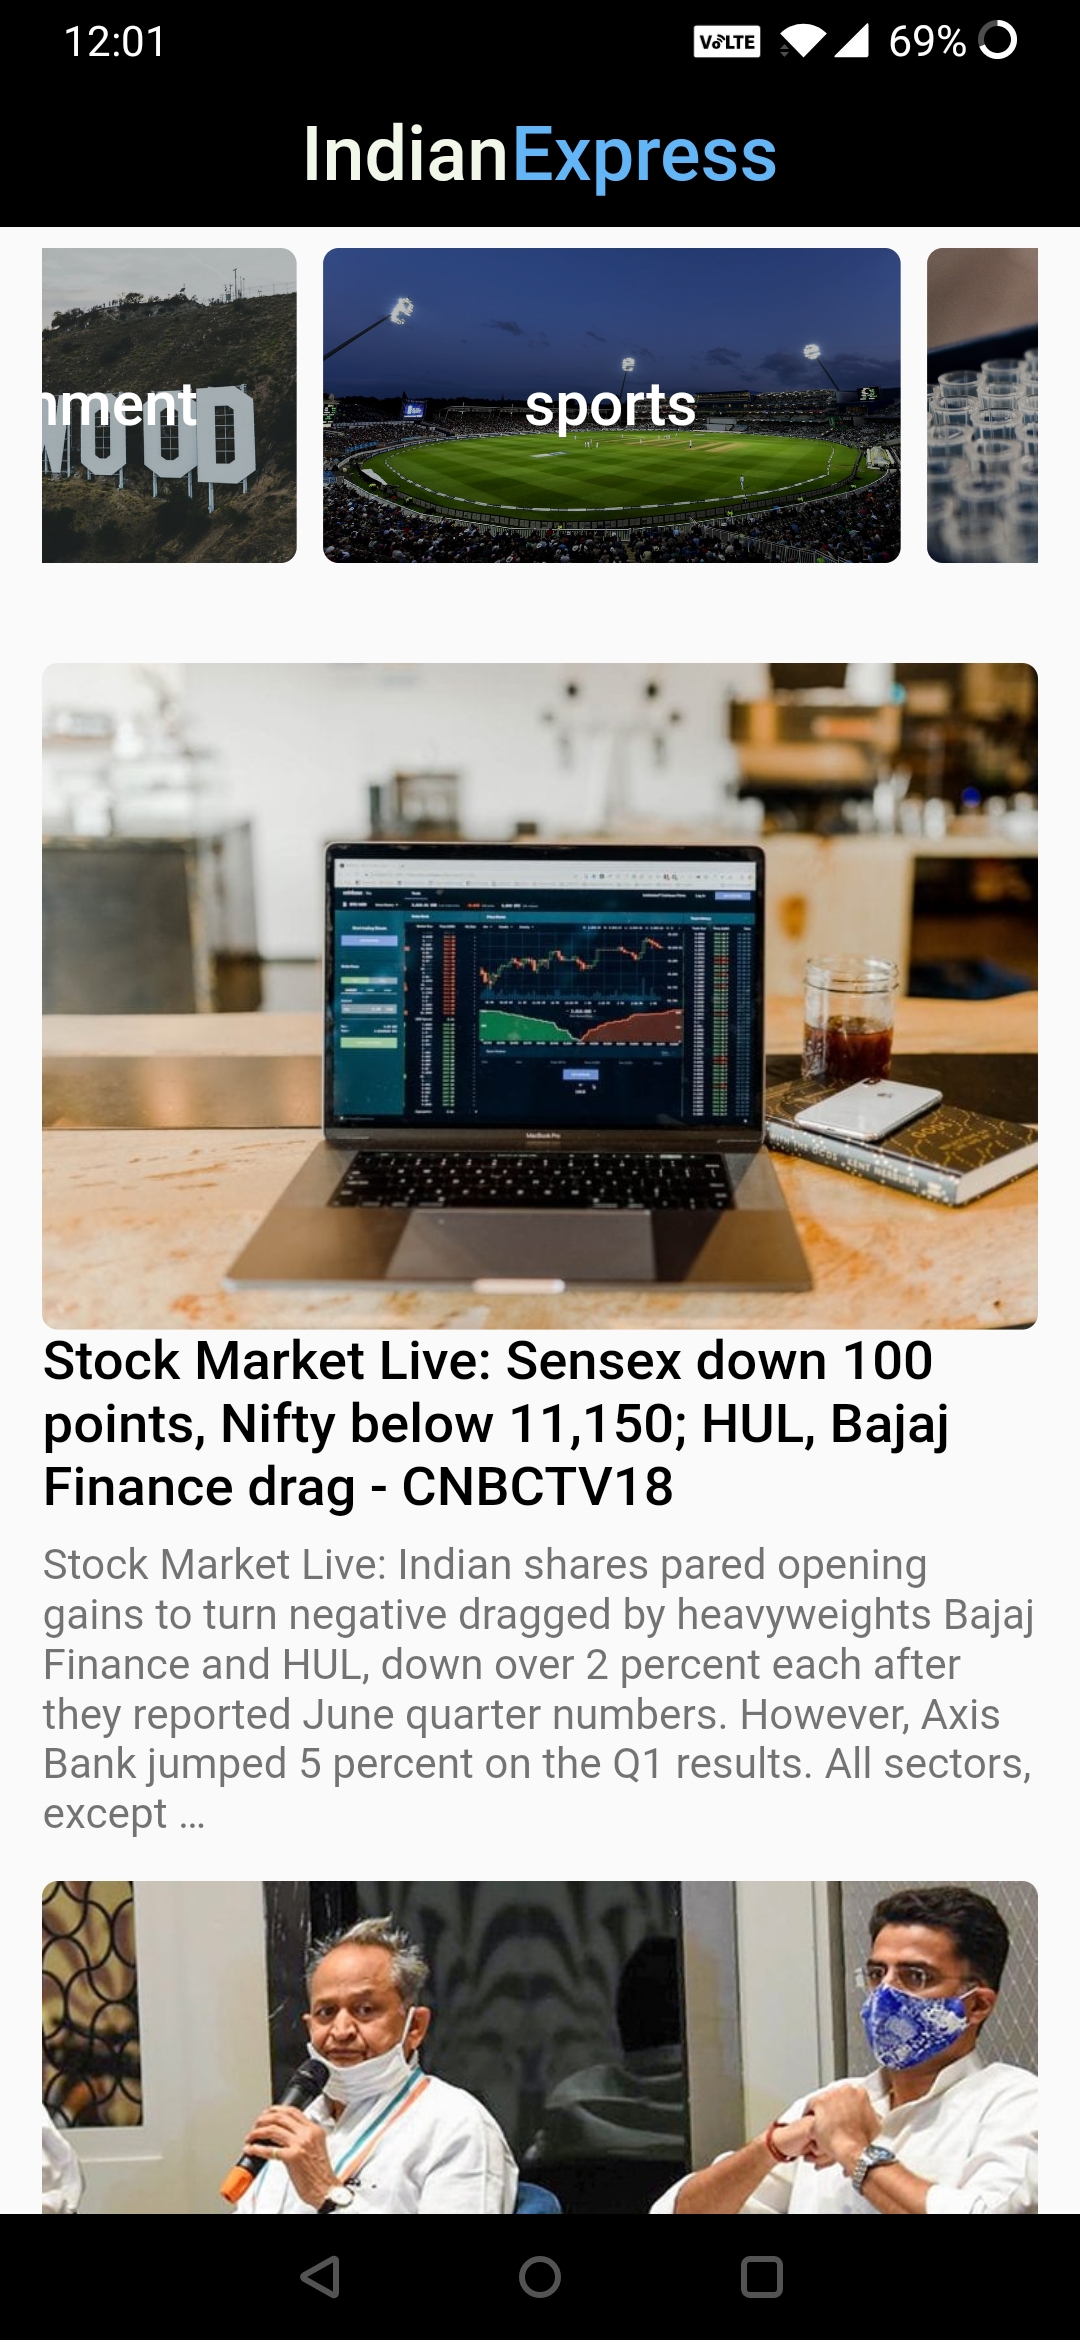 12:01
VoLTE
69%
IndianExpress
nment
WOOD
sports
MacBook Pro
Stock Market Live: Sensex down 100
points, Nifty below 11,150; HUL, Bajaj
Finance drag - CNBCTV18
Stock Market Live: Indian shares pared opening
gains to turn negative dragged by heavyweights Bajaj
Finance and HUL, down over 2 percent each after
they reported June quarter numbers. However, Axis
Bank jumped 5 percent on the Q1 results. All sectors,
except …